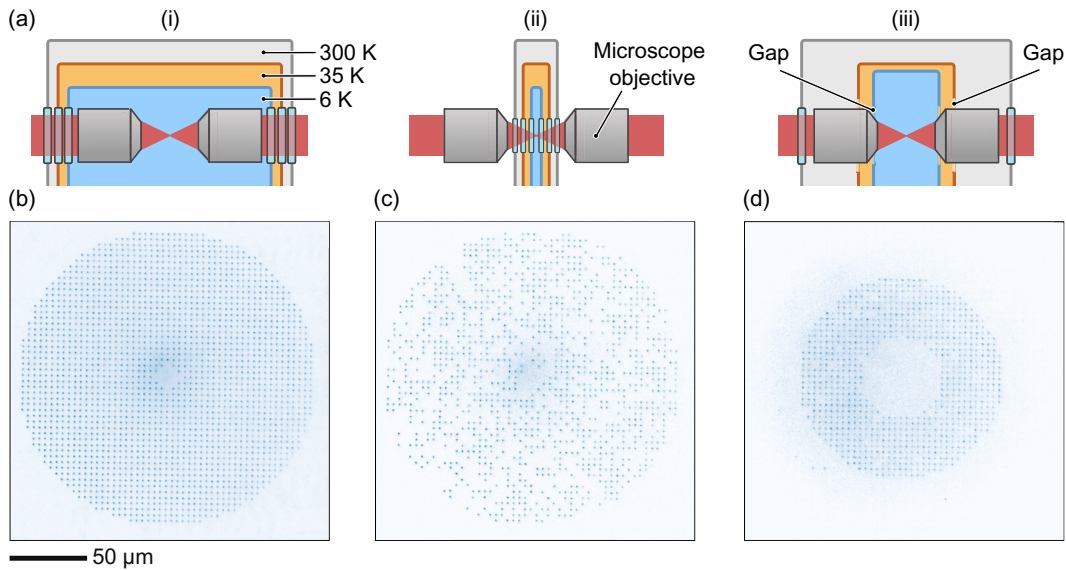 (a)
(i)
(ii)
(iii)
300 K
35 K
6 K
Microscope
objective
Gap
Gap
(b)
(c)
(d)
50 μm